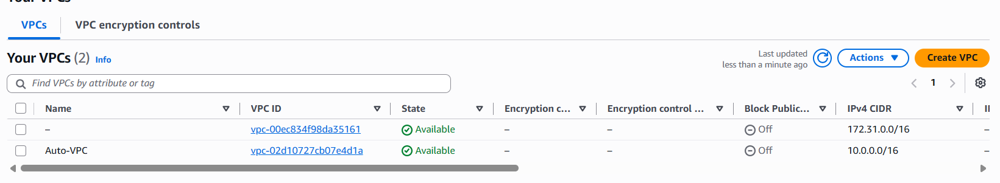 Your VPCs
VPCs VPC encryption controls
Your VPCs (2) Info
Last updated
less than a minute ago
Actions
Create VPC
Find VPCs by attribute or tag
1
Name VPC ID State Encryption c... Encryption control ... Block Public... IPv4 CIDR
– vpc-00ec834f98da35161 Available – – Off 172.31.0.0/16 –
Auto-VPC vpc-02d10727cb07e4d1a Available – – Off 10.0.0.0/16 –